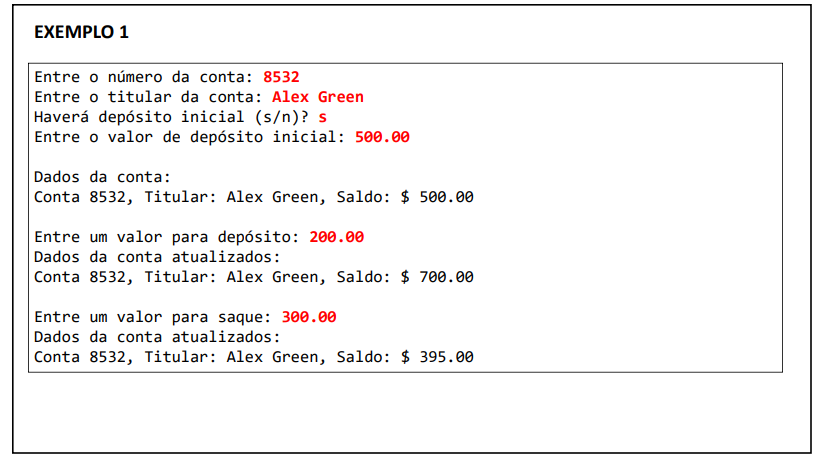 EXEMPLO 1
Entre o número da conta: 8532
Entre o titular da conta: Alex Green
Haverá depósito inicial (s/n)? s
Entre o valor de depósito inicial: 500.00
Dados da conta:
Conta 8532, Titular: Alex Green, Saldo: $ 500.00
Entre um valor para depósito: 200.00
Dados da conta atualizados:
Conta 8532, Titular: Alex Green, Saldo: $ 700.00
Entre um valor para saque: 300.00
Dados da conta atualizados:
Conta 8532, Titular: Alex Green, Saldo: $ 395.00